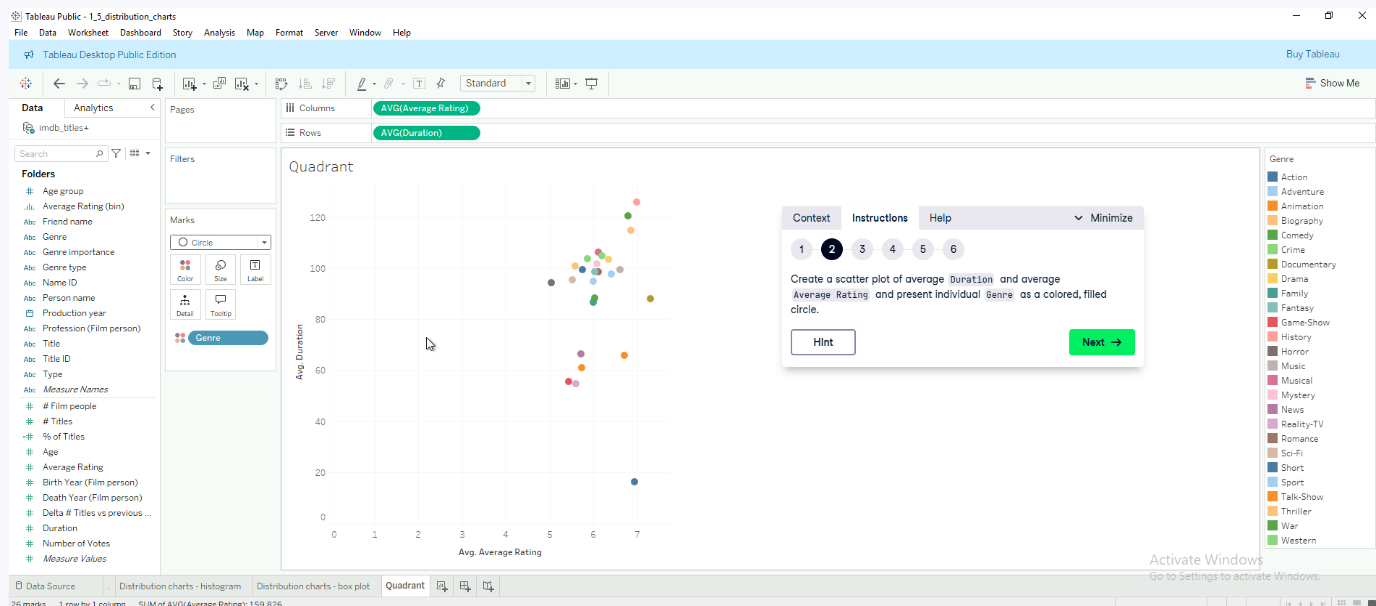 Tableau Public - 1_5_distribution_charts
File Data Worksheet Dashboard Story Analysis Map Format Server Window Help
Tableau Desktop Public Edition
Buy Tableau
Standard
Show Me
Data Analytics
imdb_titles+
Search
Folders
Age group
Average Rating (bin)
Abc Friend name
Abc Genre
Abc Genre importance
Abc Genre type
Abc Name ID
Abc Person name
Production year
Abc Profession (Film person)
Abc Title
Abc Title ID
Abc Type
Abc Measure Names
# Film people
# Titles
% of Titles
Age
Average Rating
Birth Year (Film person)
Death Year (Film person)
Delta # Titles vs previous ...
Duration
Number of Votes
Measure Values
Pages
Filters
Marks
Circle
Color Size Label
Detail Tooltip
Genre
Columns AVG(Average Rating)
Rows AVG(Duration)
Quadrant
Avg. Duration
120
100
80
60
40
20
0
0 1 2 3 4 5 6 7
Avg. Average Rating
Context Instructions Help Minimize
1 2 3 4 5 6
Create a scatter plot of average Duration and average
Average Rating and present individual Genre as a colored, filled
circle.
Hint
Next →
Genre
Action
Adventure
Animation
Biography
Comedy
Crime
Documentary
Drama
Family
Fantasy
Game-Show
History
Horror
Music
Musical
Mystery
News
Reality-TV
Romance
Sci-Fi
Short
Sport
Talk-Show
Thriller
War
Western
Activate Windows
Go to Settings to activate Windows.
Data Source Distribution charts - histogram Distribution charts - box plot Quadrant
26 marks 1 row by 1 column SUM of AVG(Average Rating): 159.826